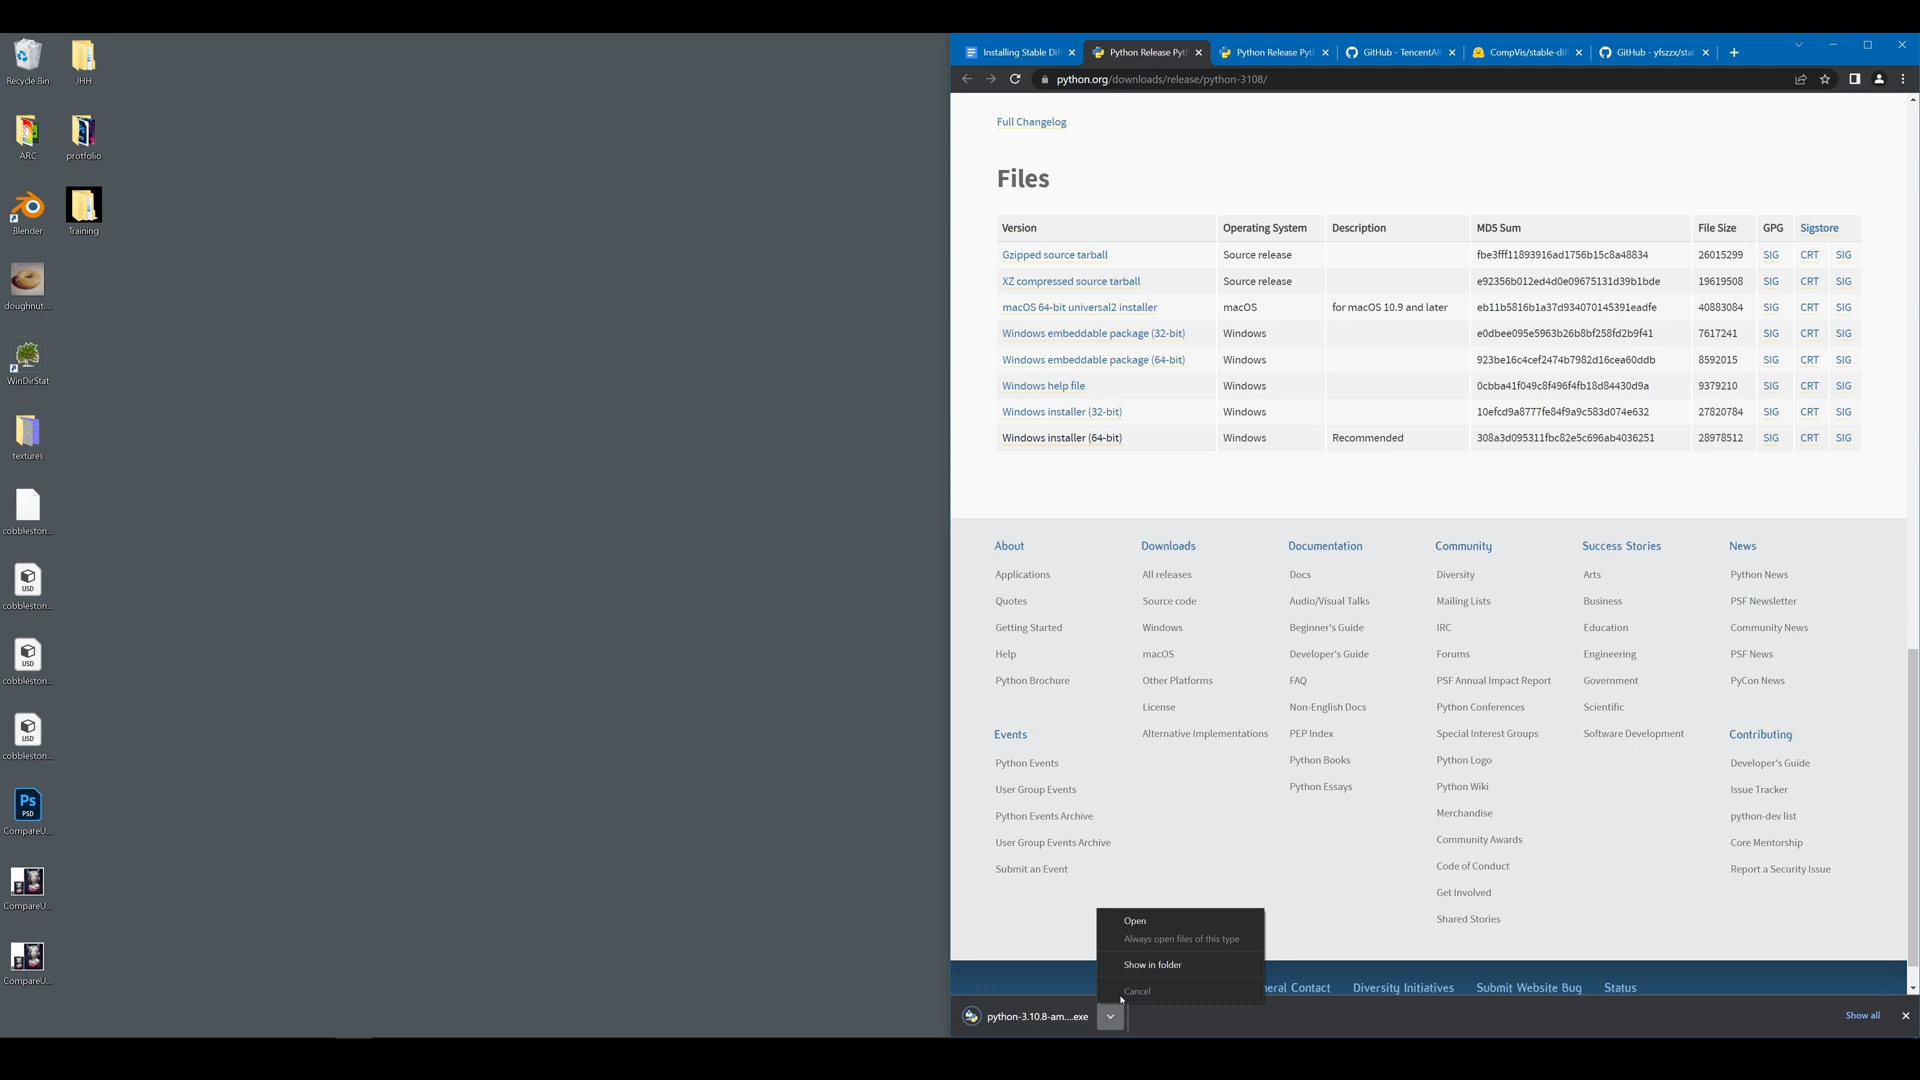 Recycle Bin
JHH
ARC
protfolio
Blender
Training
doughnut....
WinDirStat
textures
cobbleston...
USD
cobbleston...
USD
cobbleston...
USD
cobbleston...
Ps
PSD
CompareU...
CompareU...
CompareU...
Installing Stable Di
Python Release Pyt
Python Release Pyt
GitHub - TencentA
CompVis/stable-di
GitHub - yfszzx/sta
python.org/downloads/release/python-3108/
Full Changelog
Files
Version Operating System Description MD5 Sum File Size GPG Sigstore
Gzipped source tarball Source release fbe3fff11893916ad1756b15c8a48834 26015299 SIG CRT SIG
XZ compressed source tarball Source release e92356b012ed4d0e09675131d39b1bde 19619508 SIG CRT SIG
macOS 64-bit universal2 installer macOS for macOS 10.9 and later eb11b5816b1a37d934070145391eadfe 40883084 SIG CRT SIG
Windows embeddable package (32-bit) Windows e0dbee095e5963b26b8bf258fd2b9f41 7617241 SIG CRT SIG
Windows embeddable package (64-bit) Windows 923be16c4cef2474b7982d16cea60ddb 8592015 SIG CRT SIG
Windows help file Windows 0cbba41f049c8f496f4fb18d84430d9a 9379210 SIG CRT SIG
Windows installer (32-bit) Windows 10efcd9a8777fe84f9a9c583d074e632 27820784 SIG CRT SIG
Windows installer (64-bit) Windows Recommended 308a3d095311fbc82e5c696ab4036251 28978512 SIG CRT SIG
About
Applications
Quotes
Getting Started
Help
Python Brochure
Events
Python Events
User Group Events
Python Events Archive
User Group Events Archive
Submit an Event
Downloads
All releases
Source code
Windows
macOS
Other Platforms
License
Alternative Implementations
Documentation
Docs
Audio/Visual Talks
Beginner's Guide
Developer's Guide
FAQ
Non-English Docs
PEP Index
Python Books
Python Essays
Community
Diversity
Mailing Lists
IRC
Forums
PSF Annual Impact Report
Python Conferences
Special Interest Groups
Python Logo
Python Wiki
Merchandise
Community Awards
Code of Conduct
Get Involved
Shared Stories
Success Stories
Arts
Business
Education
Engineering
Government
Scientific
Software Development
News
Python News
PSF Newsletter
Community News
PSF News
PyCon News
Contributing
Developer's Guide
Issue Tracker
python-dev list
Core Mentorship
Report a Security Issue
Open
Always open files of this type
Show in folder
Cancel
neral Contact Diversity Initiatives Submit Website Bug Status
python-3.10.8-am....exe
Show all